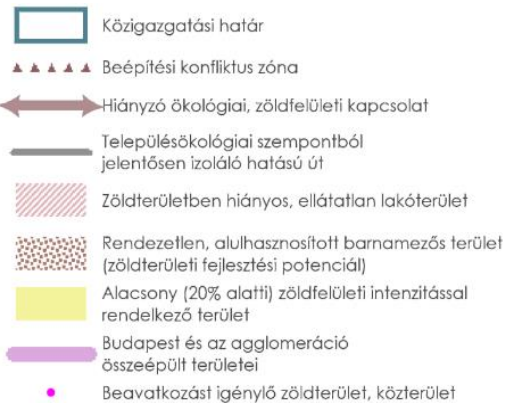 Közigazgatási határ
Beépítési konfliktus zóna
Hiányzó ökológiai, zöldfelületi kapcsolat
Településökológiai szempontból
jelentősen izoláló hatású út
Zöldterületben hiányos, ellátatlan lakóterület
Rendezetlen, alulhasznosított barnamezős terület
(zöldterületi fejlesztési potenciál)
Alacsony (20% alatti) zöldfelületi intenzitással
rendelkező terület
Budapest és az agglomeráció
összeépült területei
Beavatkozást igénylő zöldterület, közterület